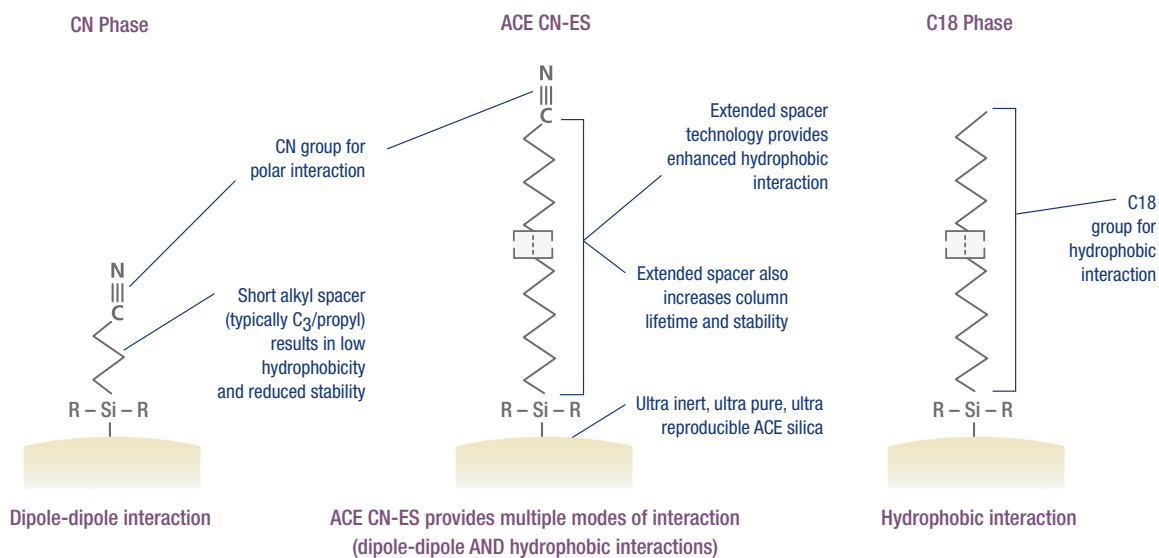 CN Phase
ACE CN-ES
C18 Phase
N
C
CN group for
polar interaction
N
C
Short alkyl spacer
(typically C3/propyl)
results in low
hydrophobicity
and reduced stability
R – Si – R
Dipole-dipole interaction
Extended spacer
technology provides
enhanced hydrophobic
interaction
Extended spacer also
increases column
lifetime and stability
R – Si – R
Ultra inert, ultra pure, ultra
reproducible ACE silica
ACE CN-ES provides multiple modes of interaction
(dipole-dipole AND hydrophobic interactions)
C18
group for
hydrophobic
interaction
R – Si – R
Hydrophobic interaction